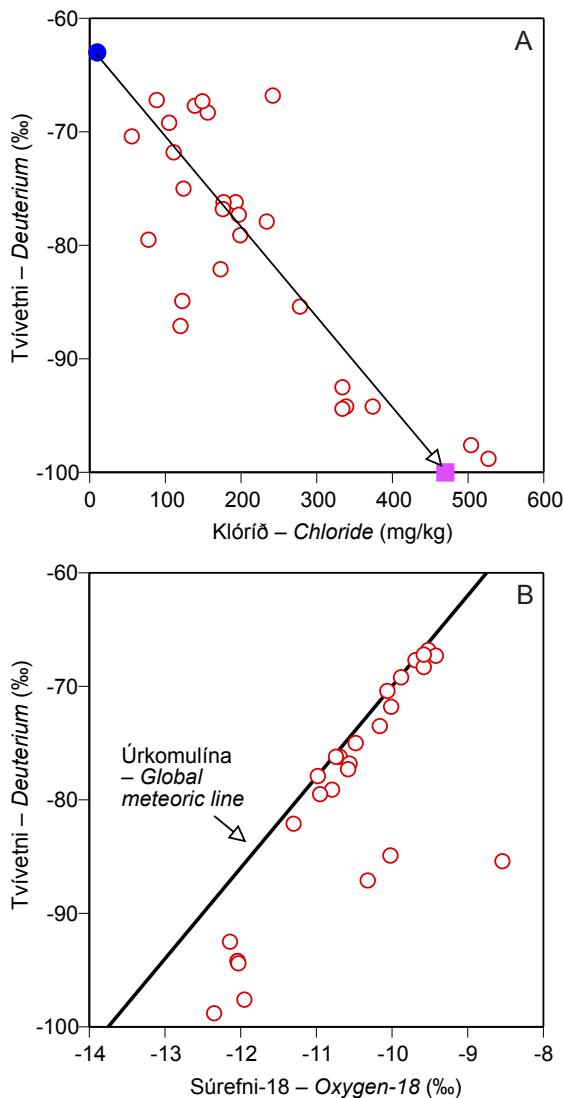 A
-60
-70
-80
-90
-100
Tvívetni – Deuterium (‰)
0 100 200 300 400 500 600
Klóríð – Chloride (mg/kg)
B
-60
-70
-80
-90
-100
Tvívetni – Deuterium (‰)
Úrkomulína
– Global
meteoric line
-14 -13 -12 -11 -10 -9 -8
Súrefni-18 – Oxygen-18 (‰)